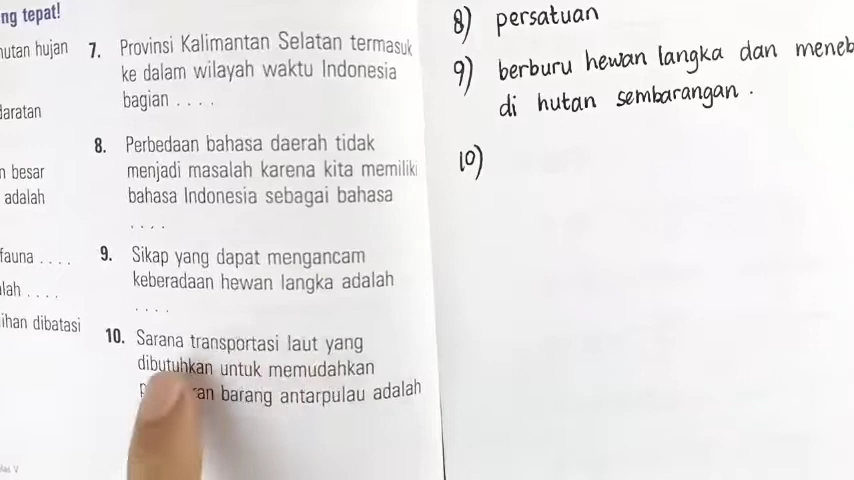 ng tepat!
hutan hujan
daratan
n besar
adalah
fauna . . . .
lah . . . .
ihan dibatasi
7. Provinsi Kalimantan Selatan termasuk
ke dalam wilayah waktu Indonesia
bagian . . . .
8. Perbedaan bahasa daerah tidak
menjadi masalah karena kita memiliki
bahasa Indonesia sebagai bahasa
. . . .
9. Sikap yang dapat mengancam
keberadaan hewan langka adalah
. . . .
10. Sarana transportasi laut yang
dibutuhkan untuk memudahkan
barang antarpulau adalah
las V
8) persatuan
9) berburu hewan langka dan meneb
di hutan sembarangan.
10)